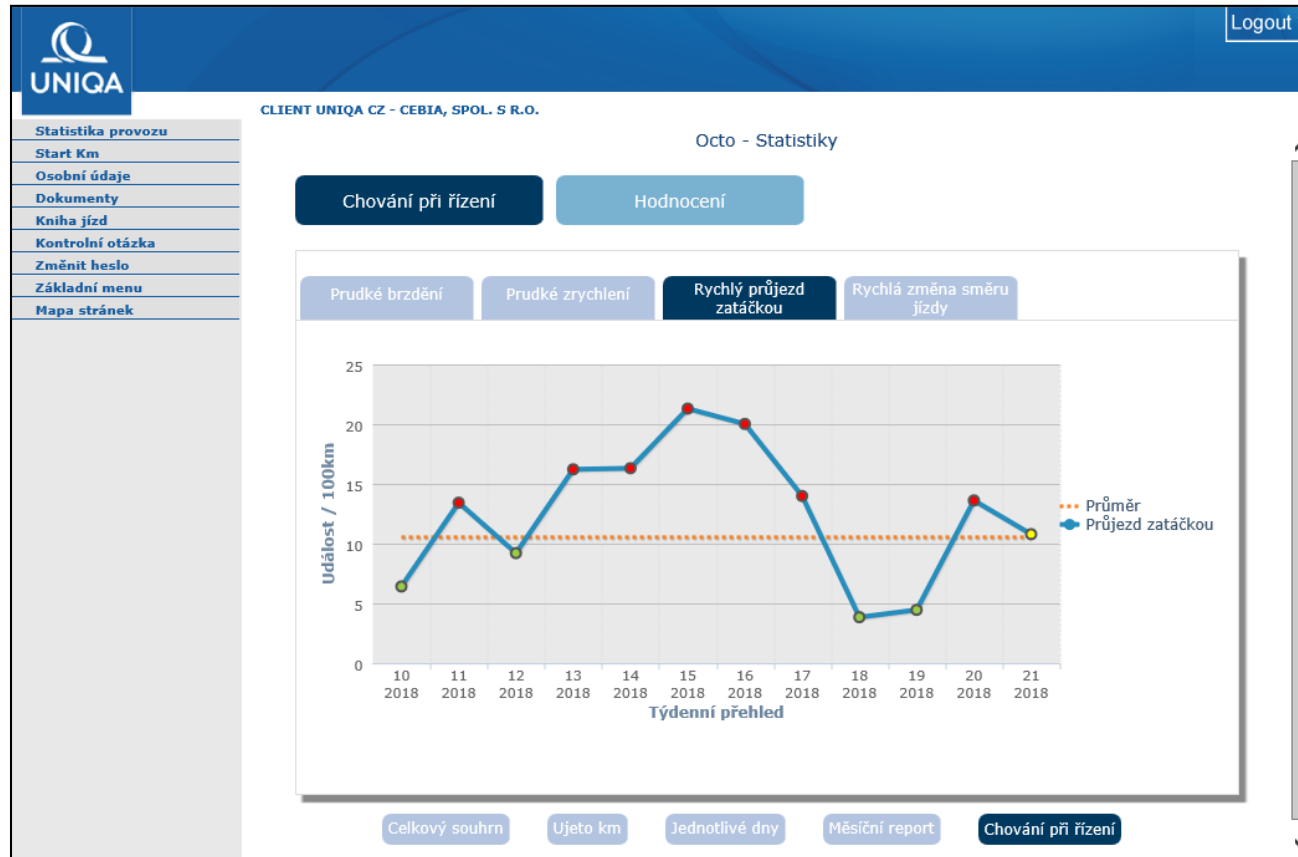 Logout
UNIQA
CLIENT UNIQA CZ - CEBIA, SPOL. S R.O.
Statistika provozu
Start Km
Osobní údaje
Dokumenty
Kniha jízd
Kontrolní otázka
Změnit heslo
Základní menu
Mapa stránek
Octo - Statistiky
Chování při řízení
Hodnocení
Prudké brzdění
Prudké zrychlení
Rychlý průjezd
zatáčkou
Rychlá změna směru
jízdy
Událost / 100km
25
20
15
10
5
0
10 11 12 13 14 15 16 17 18 19 20 21
2018 2018 2018 2018 2018 2018 2018 2018 2018 2018 2018 2018
Týdenní přehled
Průměr
Průjezd zatáčkou
Celkový souhrn
Ujeto km
Jednotlivé dny
Měsíční report
Chování při řízení